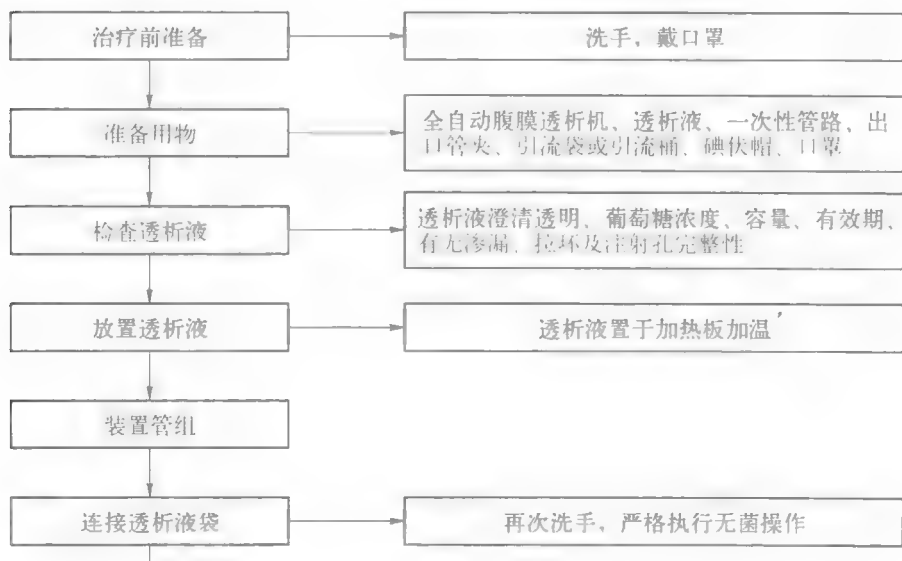 治疗前准备
洗手，戴口罩
准备用物
全自动腹膜透析机、透析液、一次性管路、出
口管夹、引流袋或引流桶、碘伏帽、口罩
检查透析液
透析液澄清透明、葡萄糖浓度、容量、有效期、
有无渗漏、拉环及注射孔完整性
放置透析液
透析液置于加热板加温
装置管组
连接透析液袋
再次洗手，严格执行无菌操作